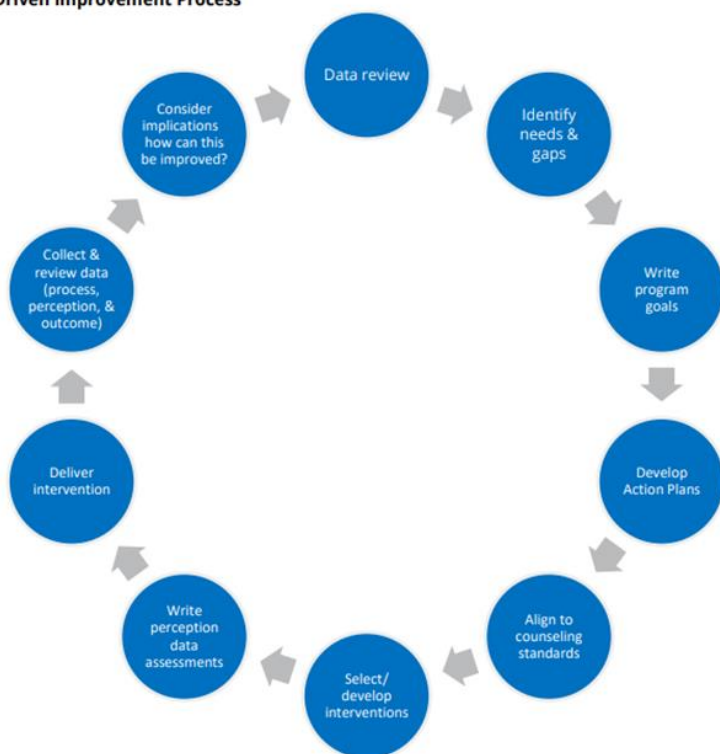 Driven Improvement Process
Data review
Identify
needs &
gaps
Write
program
goals
Develop
Action Plans
Align to
counseling
standards
Select/
develop
interventions
Write
perception
data
assessments
Deliver
intervention
Collect &
review data
(process,
perception, &
outcome)
Consider
implications
how can this
be improved?